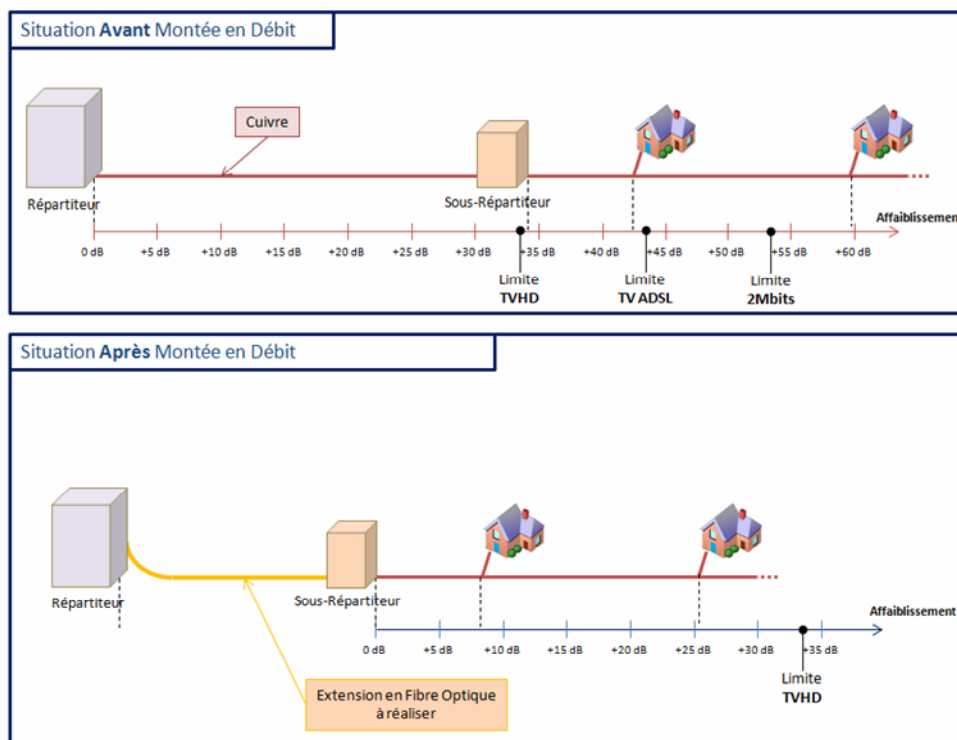 Situation Avant Montée en Débit
Cuivre
Répartiteur
Sous-Répartiteur
Affaiblissement
0 dB +5 dB +10 dB +15 dB +20 dB +25 dB +30 dB +35 dB +40 dB +45 dB +50 dB +55 dB +60 dB
Limite Limite Limite
TVHD TV ADSL 2Mbits
Situation Après Montée en Débit
Répartiteur
Sous-Répartiteur
Affaiblissement
0 dB +5 dB +10 dB +15 dB +20 dB +25 dB +30 dB +35 dB
Limite
TVHD
Extension en Fibre Optique
à réaliser